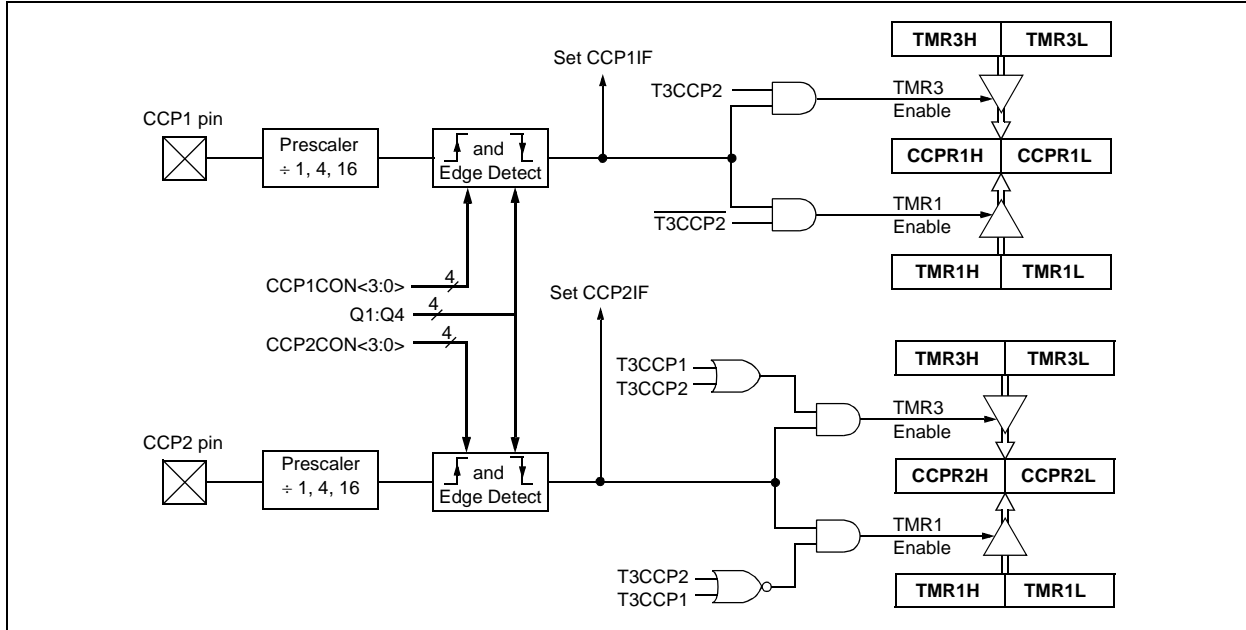 TMR3H TMR3L
Set CCP1IF
T3CCP2
TMR3
Enable
CCP1 pin
Prescaler
÷ 1, 4, 16
and
Edge Detect
CCPR1H CCPR1L
T3CCP2
TMR1
Enable
TMR1H TMR1L
CCP1CON<3:0> 4
Q1:Q4 4
CCP2CON<3:0> 4
Set CCP2IF
TMR3H TMR3L
T3CCP1
T3CCP2
TMR3
Enable
CCP2 pin
Prescaler
÷ 1, 4, 16
and
Edge Detect
CCPR2H CCPR2L
TMR1
Enable
T3CCP2
T3CCP1
TMR1H TMR1L